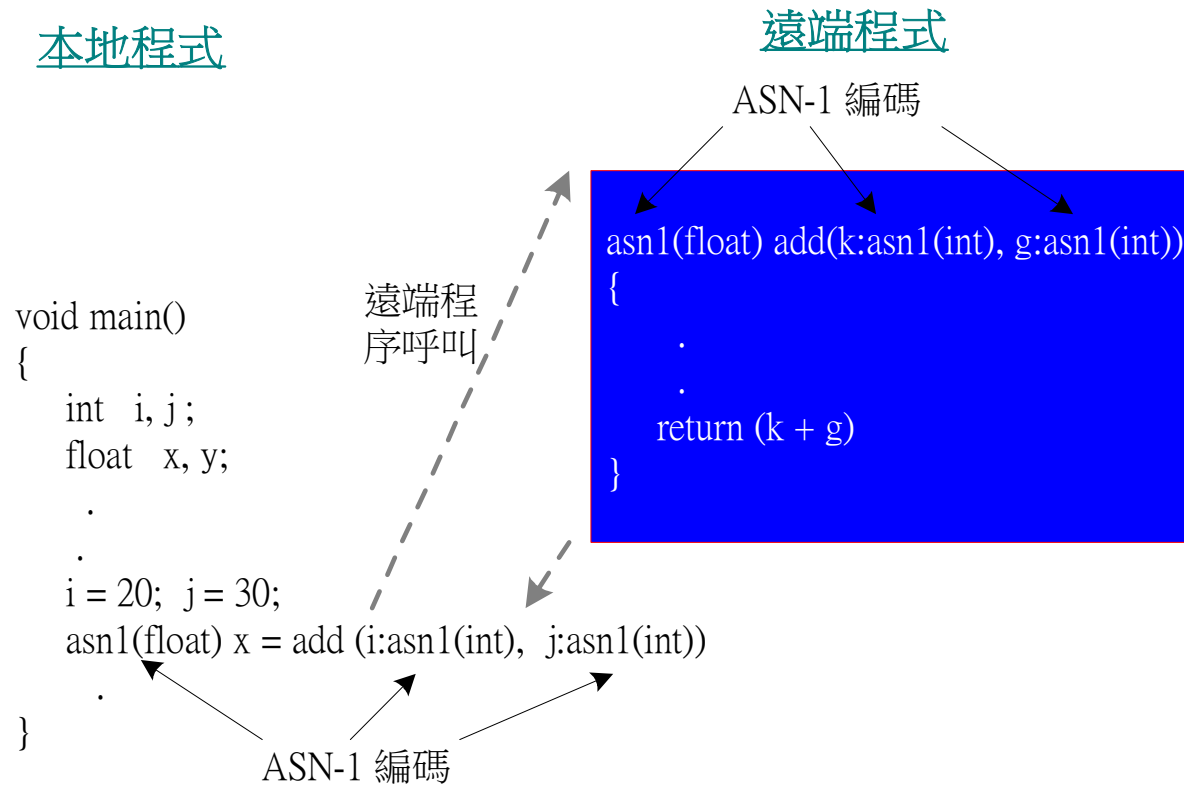 本地程式
遠端程式
ASN-1 編碼
asn1(float) add(k:asn1(int), g:asn1(int))
{
.
.
return (k + g)
}
遠端程
序呼叫
void main()
{
int i, j ;
float x, y;
.
.
i = 20; j = 30;
asn1(float) x = add (i:asn1(int), j:asn1(int))
.
}
ASN-1 編碼